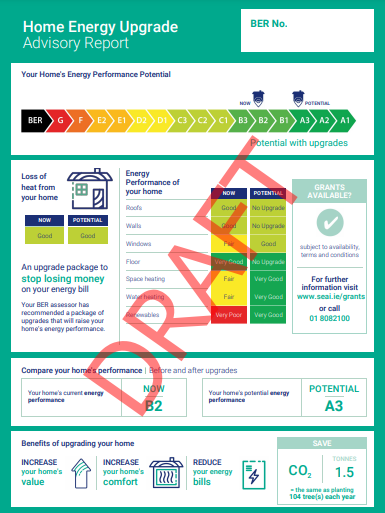 Home Energy Upgrade
Advisory Report
BER No.
Your Home's Energy Performance Potential
NOW
POTENTIAL
BER G F E2 E1 D2 D1 C3 C2 C1 B3 B2 B1 A3 A2 A1
Potential with upgrades
Loss of
heat from
your home
NOW POTENTIAL
Good Good
An upgrade package to
stop losing money
on your energy bill
Your BER assessor has
recommended a package of
upgrades that will raise your
home's energy performance.
Energy
Performance of
your home
NOW POTENTIAL
Roofs Good No Upgrade
Walls Good No Upgrade
Windows Fair Good
Floor Very Good No Upgrade
Space heating Fair Very Good
Water heating Fair Very Good
Renewables Very Poor Very Good
GRANTS
AVAILABLE?
subject to availability,
terms and conditions
For further
information visit
www.seai.ie/grants
or call
01 8082100
DRAFT
Compare your home's performance | Before and after upgrades
Your home's current energy
performance
NOW
B2
Your home's potential energy
performance
POTENTIAL
A3
Benefits of upgrading your home
INCREASE
your home's
value
INCREASE
your home's
comfort
REDUCE
your energy
bills
SAVE
CO2
TONNES
1.5
= the same as planting
104 tree(s) each year